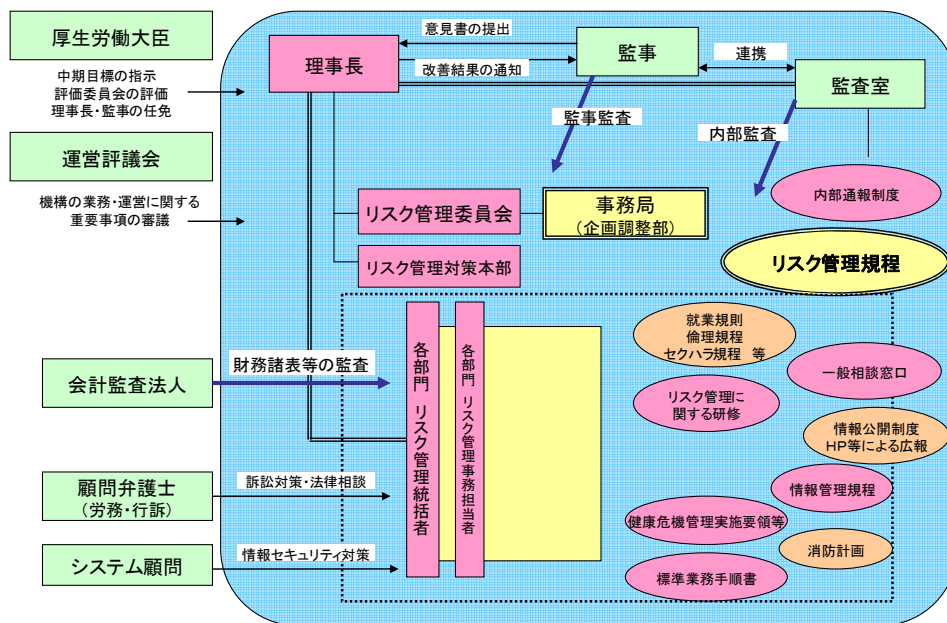 厚生労働大臣
中期目標の指示
評価委員会の評価
理事長・監事の任免
運営評議会
機構の業務・運営に関する
重要事項の審議
会計監査法人
財務諸表等の監査
顧問弁護士
（労務・行訴）
訴訟対策・法律相談
システム顧問
情報セキュリティ対策
理事長
意見書の提出
改善結果の通知
監事
連携
監査室
監事監査
内部監査
内部通報制度
リスク管理委員会
事務局
（企画調整部）
リスク管理対策本部
リスク管理規程
各部門 リスク管理統括者
各部門 リスク管理事務担当者
就業規則
倫理規程
セクハラ規程 等
一般相談窓口
リスク管理に
関する研修
情報公開制度
HP等による広報
情報管理規程
健康危機管理実施要領等
消防計画
標準業務手順書